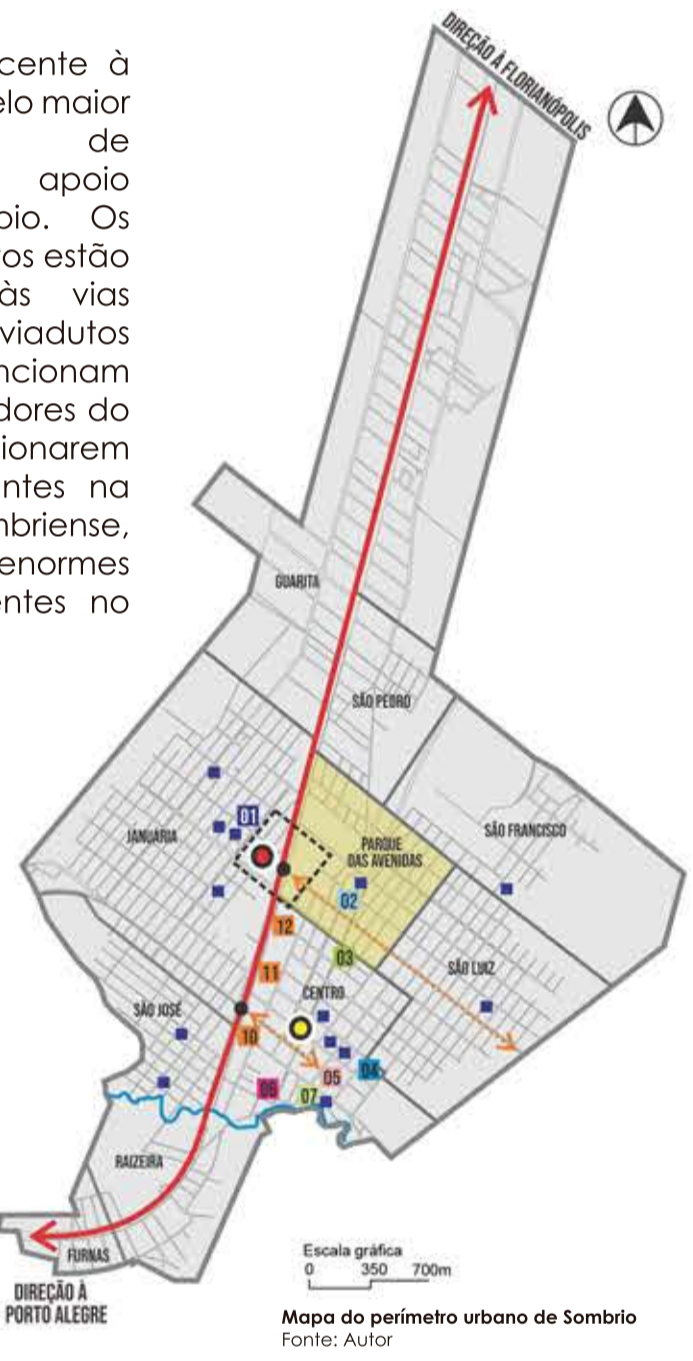 cente à
elo maior
de
apoio
pio. Os
os estão
às vias
viadutos
ncionam
dores do
ionarem
ntes na
nbriense,
enormes
entes no
DIREÇÃO À FLORIANÓPOLIS
GUARITA
SÃO PEDRO
SÃO FRANCISCO
JANUÁRIA
01
PARQUE
DAS AVENIDAS
02
12
03
11
SÃO LUIZ
CENTRO
SÃO JOSÉ
10
04
05
06
07
RAIZEIRA
FURNAS
DIREÇÃO À
PORTO ALEGRE
Escala gráfica
0 350 700m
Mapa do perímetro urbano de Sombrio
Fonte: Autor